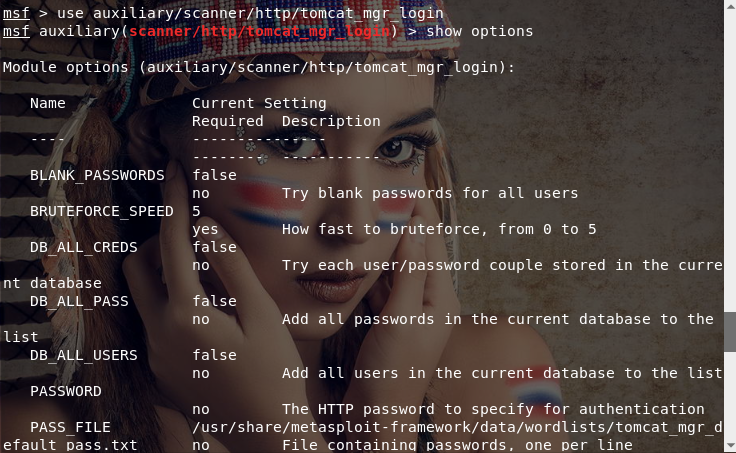 msf > use auxiliary/scanner/http/tomcat_mgr_login
msf auxiliary(scanner/http/tomcat_mgr_login) > show options
Module options (auxiliary/scanner/http/tomcat_mgr_login):
Name Current Setting
Required Description
---- ---------------
-------- -----------
BLANK_PASSWORDS false
no Try blank passwords for all users
BRUTEFORCE_SPEED 5
yes How fast to bruteforce, from 0 to 5
DB_ALL_CREDS false
no Try each user/password couple stored in the curre
nt database
DB_ALL_PASS false
no Add all passwords in the current database to the
list
DB_ALL_USERS false
no Add all users in the current database to the list
PASSWORD
no The HTTP password to specify for authentication
PASS_FILE /usr/share/metasploit-framework/data/wordlists/tomcat_mgr_d
efault_pass.txt no File containing passwords, one per line